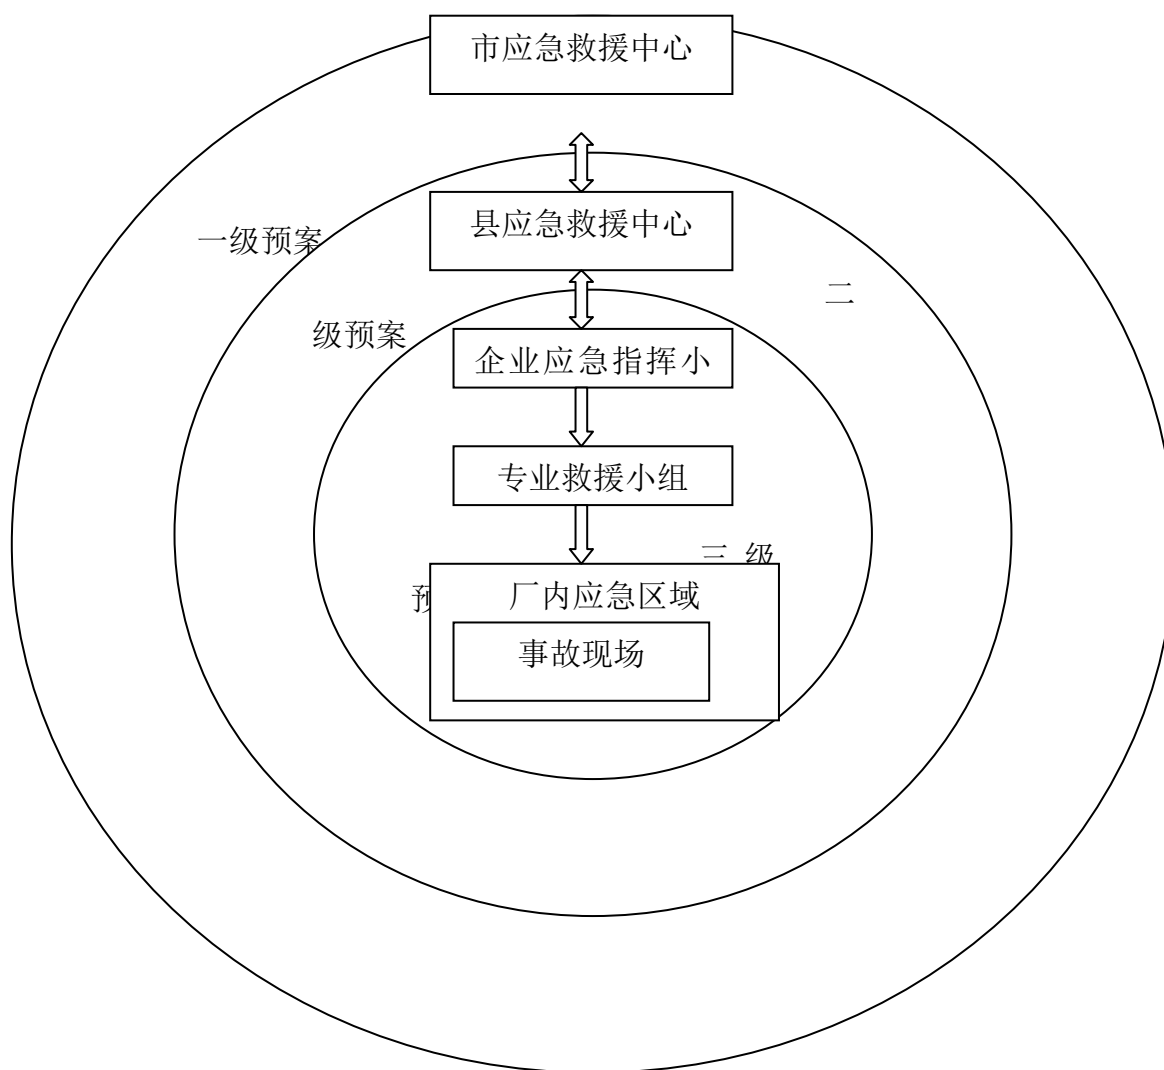 市应急救援中心
县应急救援中心
一级预案
二
级预案
企业应急指挥小
专业救援小组
三 级
预
厂内应急区域
事故现场